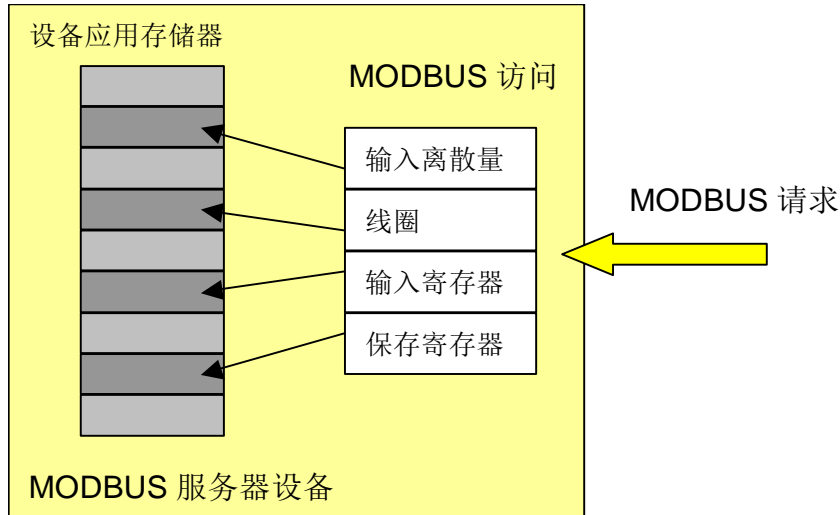 设备应用存储器
MODBUS 访问
输入离散量
线圈
输入寄存器
保存寄存器
MODBUS 请求
MODBUS 服务器设备